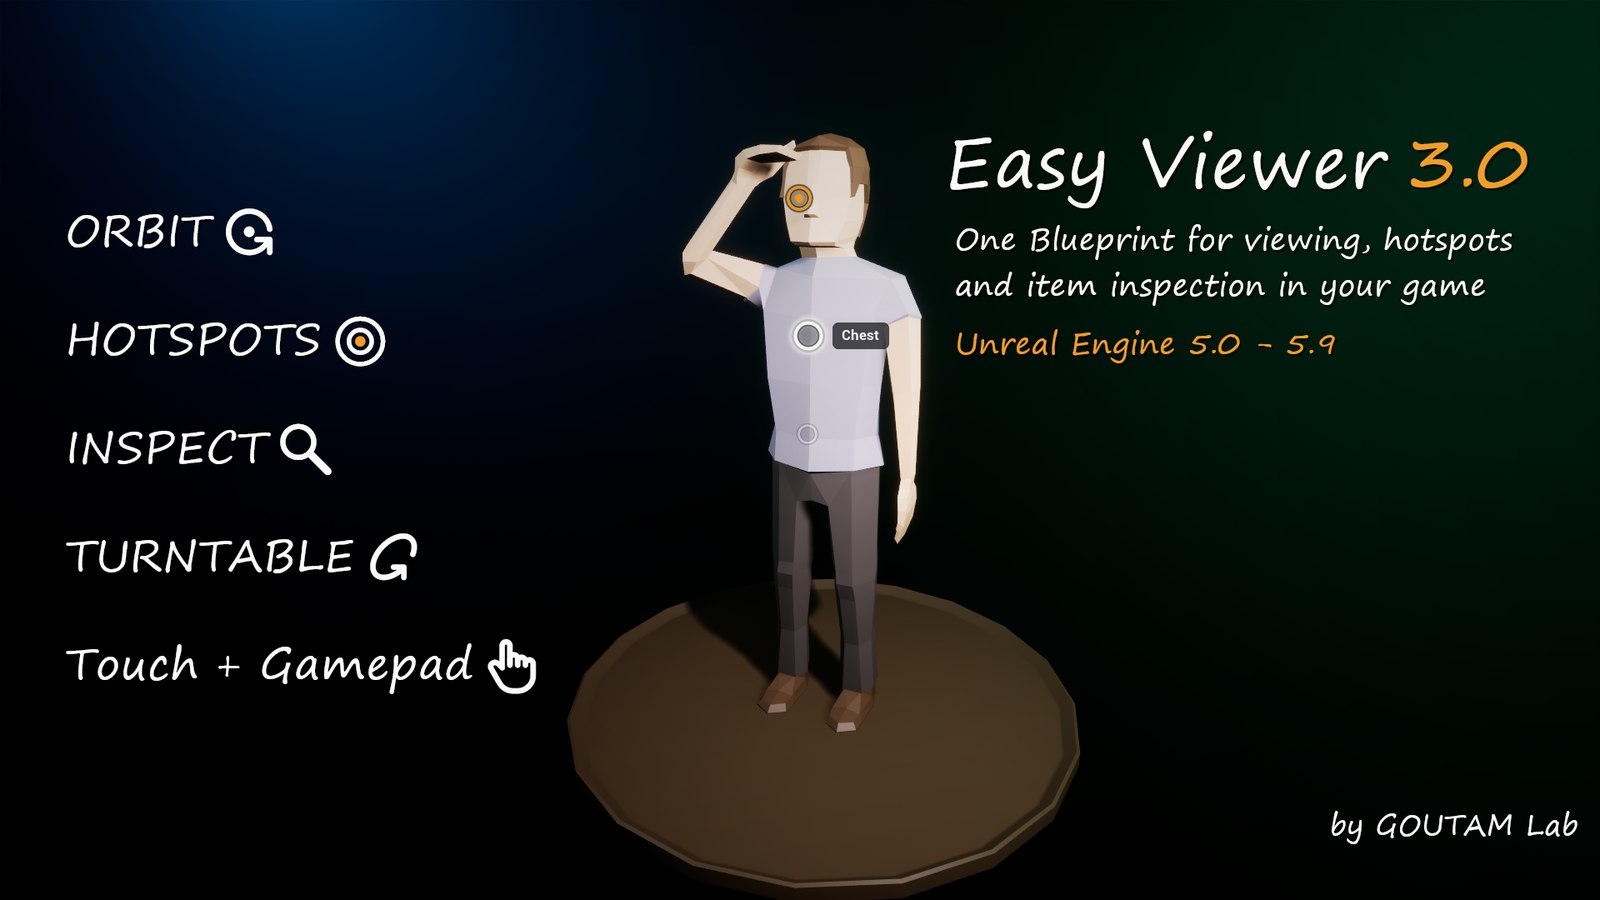 ORBIT
HOTSPOTS
INSPECT
TURNTABLE
Touch + Gamepad
Chest
Easy Viewer 3.0
One Blueprint for viewing, hotspots
and item inspection in your game
Unreal Engine 5.0 - 5.9
by GOUTAM Lab